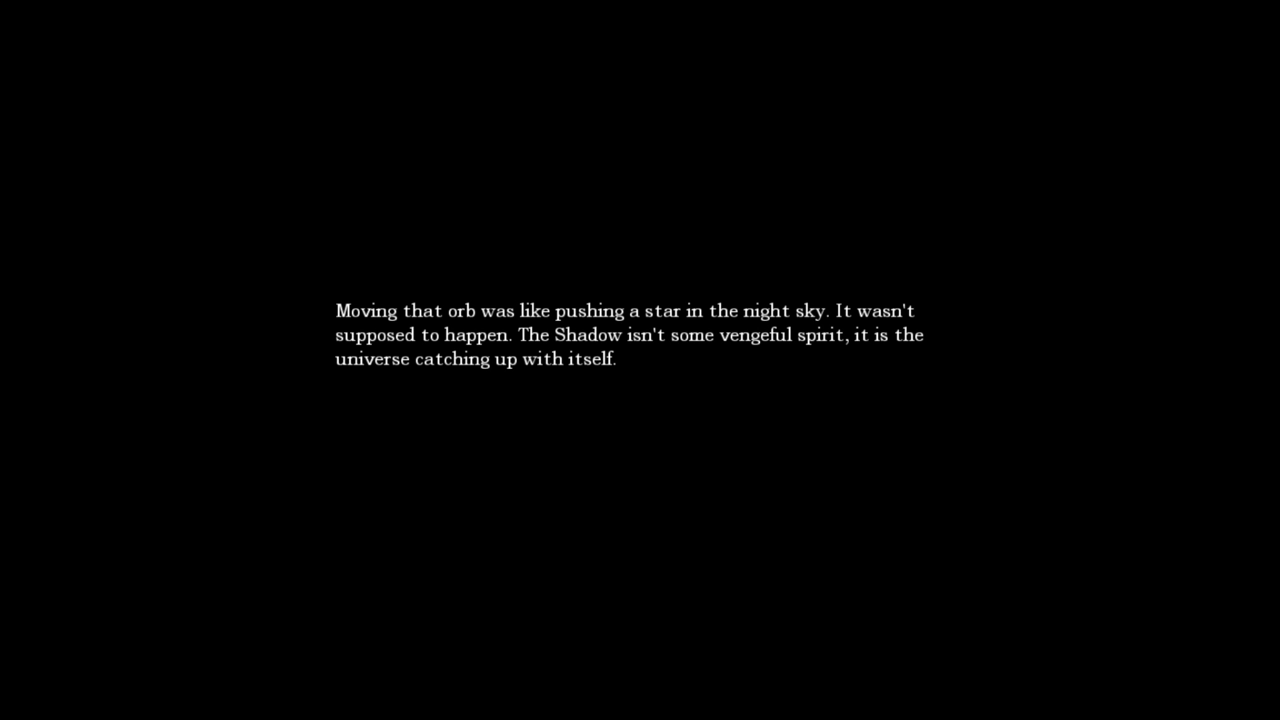 Moving that orb was like pushing a star in the night sky. It wasn't
supposed to happen. The Shadow isn't some vengeful spirit, it is the
universe catching up with itself.